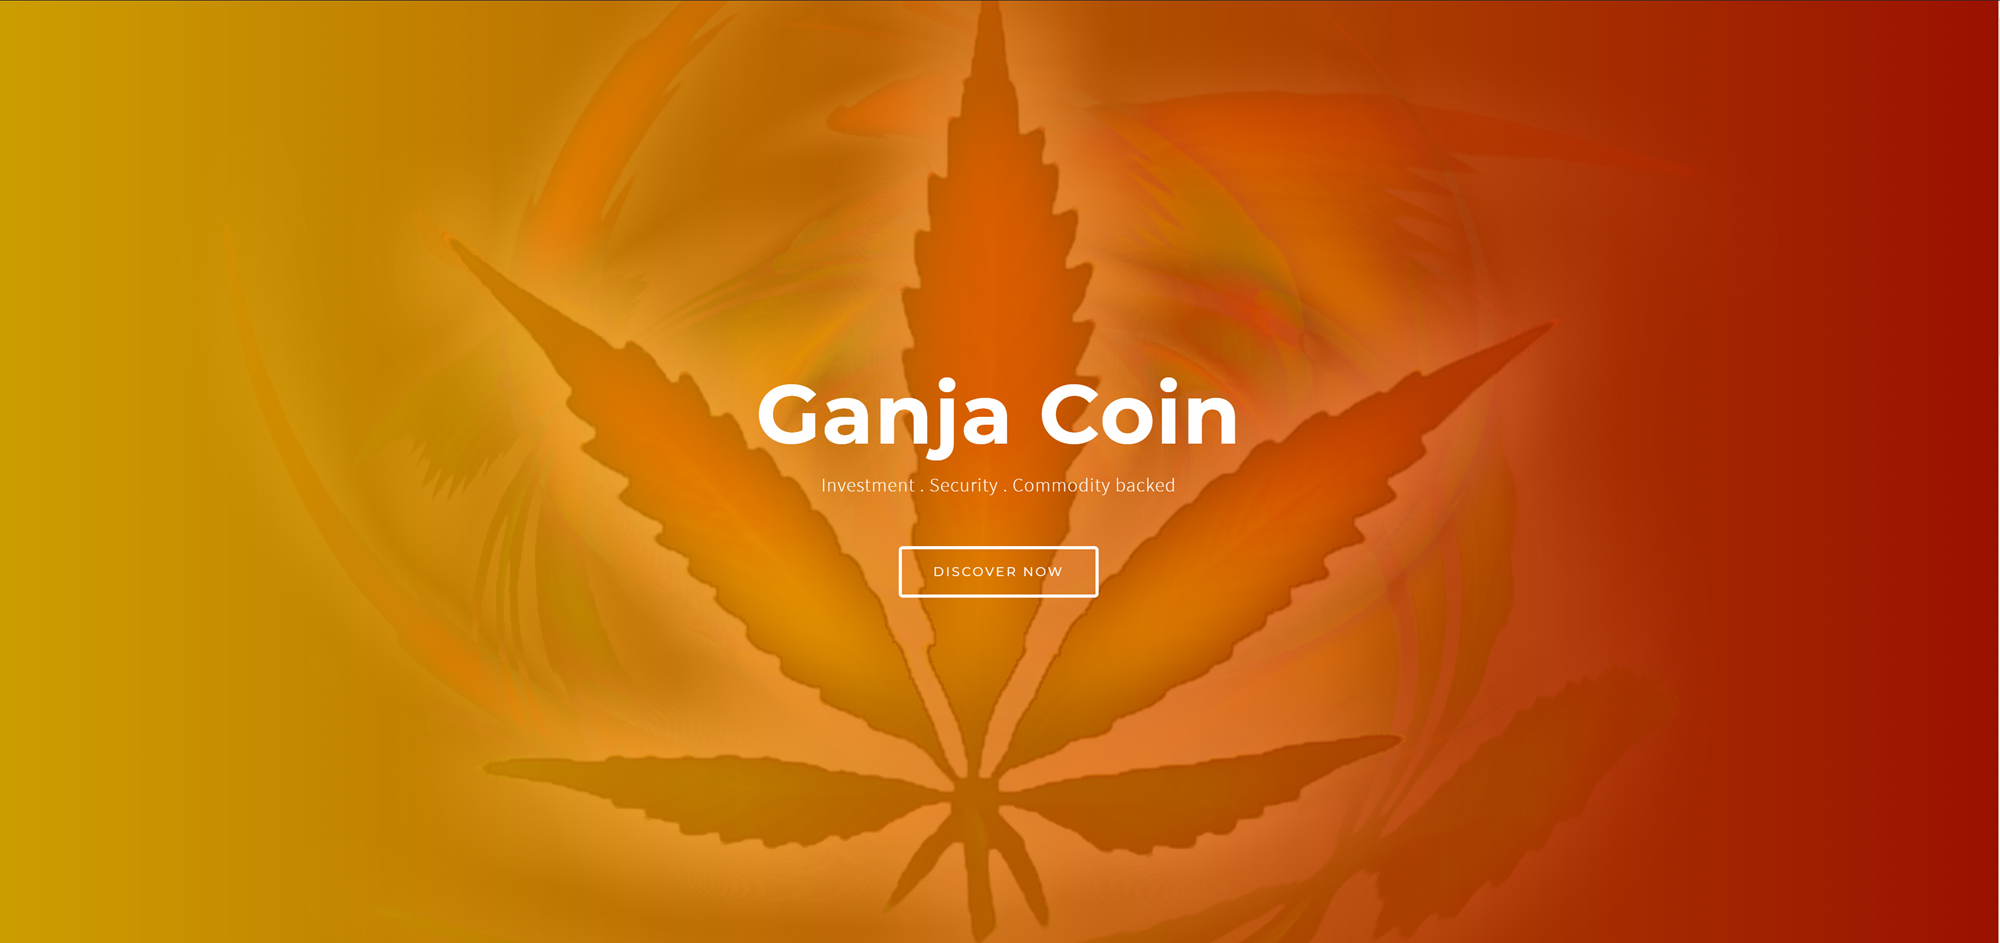 Ganja Coin
Investment . Security . Commodity backed
DISCOVER NOW